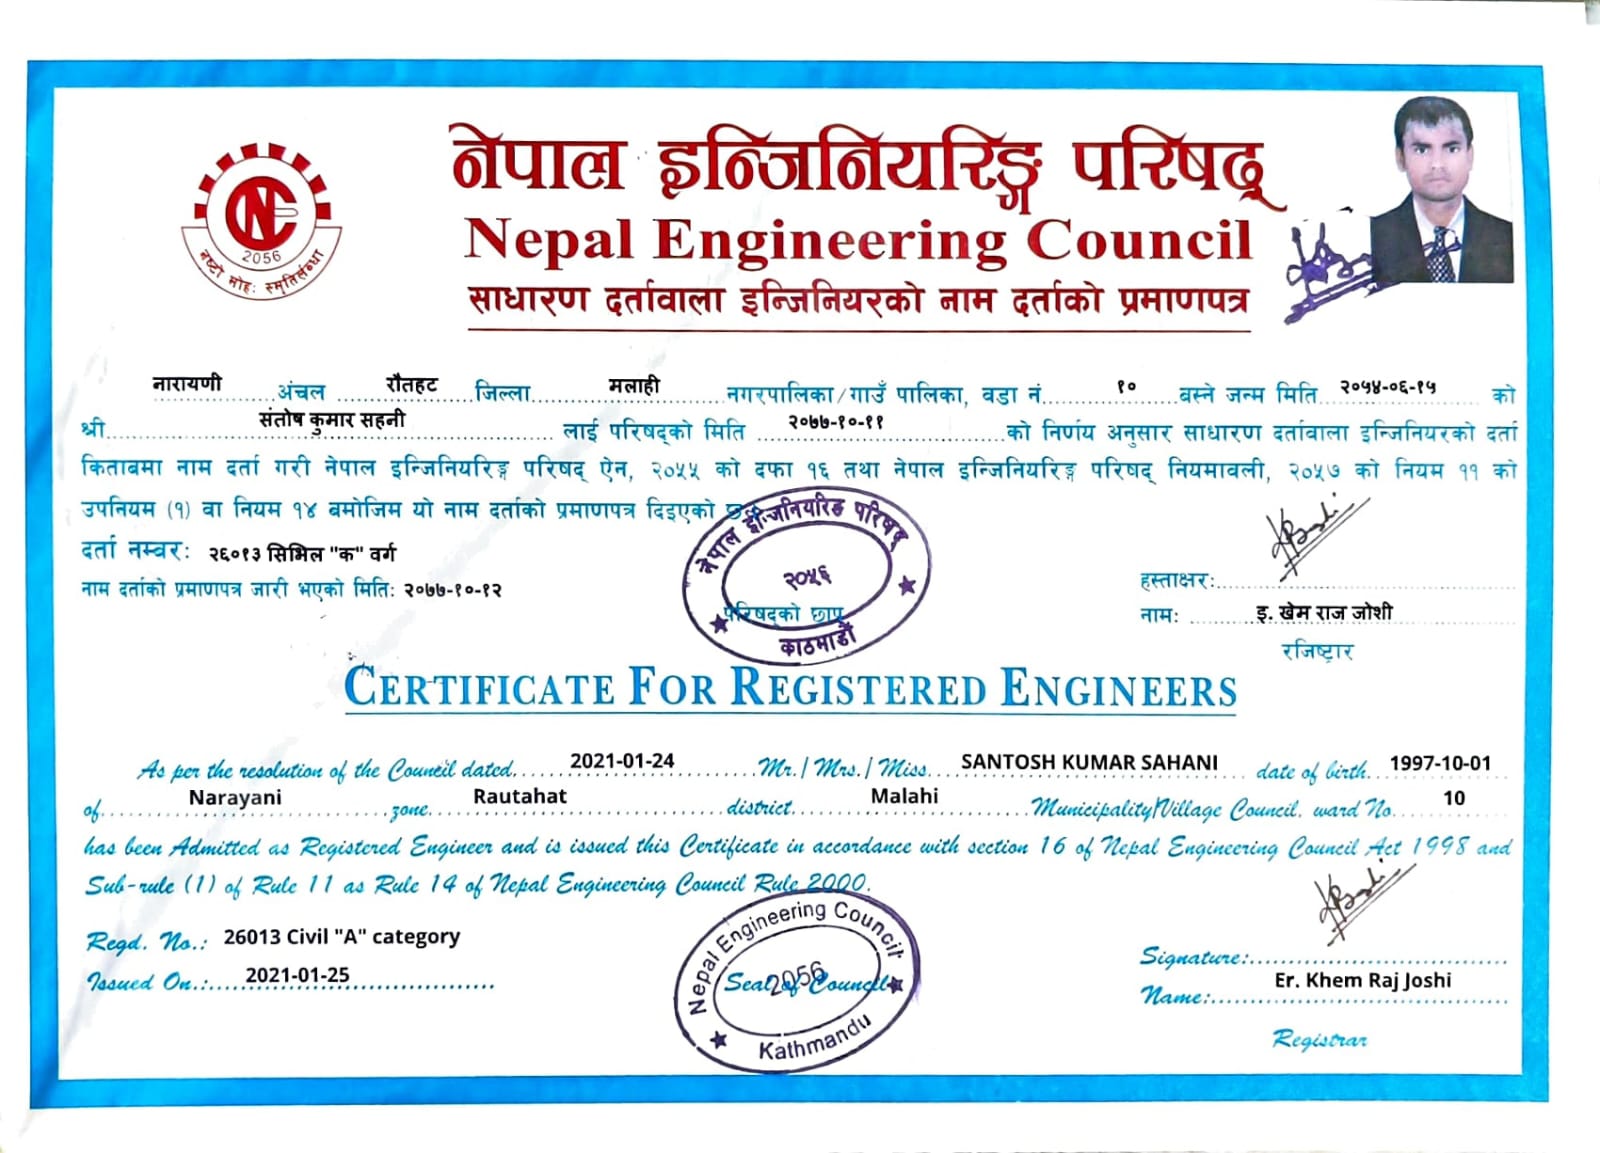 नेपाल इन्जिनियरिङ्ग परिषद्
Nepal Engineering Council
साधारण दर्तावाला इन्जिनियरको नाम दर्ताको प्रमाणपत्र
NEC
2056
नष्टो मोहः स्मृतिर्लब्धा
नारायणी अंचल रौतहट जिल्ला मलाही नगरपालिका/गाउँ पालिका, वडा नं. १० बस्ने जन्म मिति २०५४-०६-१५ को
श्री संतोष कुमार सहनी लाई परिषद्को मिति २०७७-१०-११ को निर्णय अनुसार साधारण दर्तावाला इन्जिनियरको दर्ता
किताबमा नाम दर्ता गरी नेपाल इन्जिनियरिङ्ग परिषद् ऐन, २०५५ को दफा १६ तथा नेपाल इन्जिनियरिङ्ग परिषद् नियमावली, २०५७ को नियम ११ को
उपनियम (१) वा नियम १४ बमोजिम यो नाम दर्ताको प्रमाणपत्र दिइएको छ
दर्ता नम्बरः २६०१३ सिभिल "क" वर्ग
नाम दर्ताको प्रमाणपत्र जारी भएको मितिः २०७७-१०-१२
नेपाल इन्जिनियरिङ परिषद्
२०५६
परिषद्को छाप
काठमाडौं
हस्ताक्षरः
नामः इ. खेम राज जोशी
रजिष्ट्रार
CERTIFICATE FOR REGISTERED ENGINEERS
As per the resolution of the Council dated 2021-01-24 Mr./Mrs./Miss SANTOSH KUMAR SAHANI date of birth 1997-10-01
of Narayani zone Rautahat district Malahi Municipality/Village Council. ward No. 10
has been Admitted as Registered Engineer and is issued this Certificate in accordance with section 16 of Nepal Engineering Council Act 1998 and
Sub-rule (1) of Rule 11 as Rule 14 of Nepal Engineering Council Rule 2000.
Regd. No.: 26013 Civil "A" category
Issued On.: 2021-01-25
Nepal Engineering Council
2056
Seal of Council
Kathmandu
Signature:
Name: Er. Khem Raj Joshi
Registrar